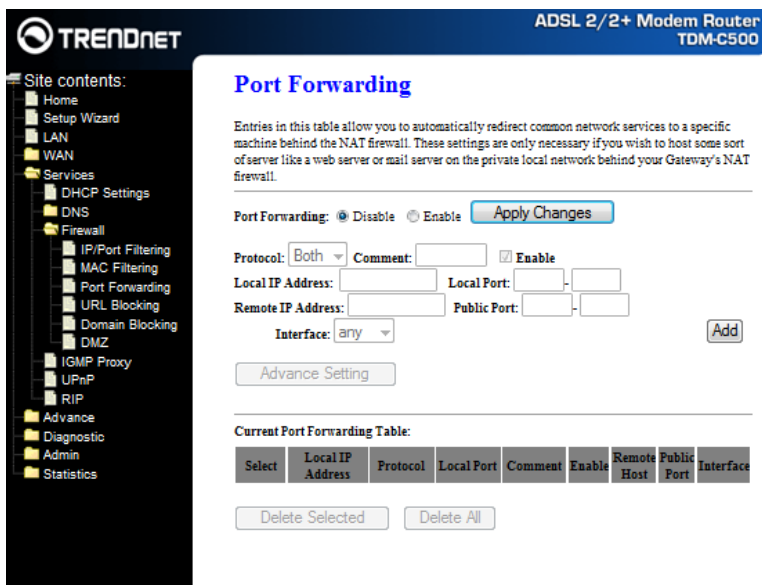 TRENDNET
ADSL 2/2+ Modem Router
TDM-C500
Site contents:
Home
Setup Wizard
LAN
WAN
Services
DHCP Settings
DNS
Firewall
IP/Port Filtering
MAC Filtering
Port Forwarding
URL Blocking
Domain Blocking
DMZ
IGMP Proxy
UPnP
RIP
Advance
Diagnostic
Admin
Statistics
Port Forwarding
Entries in this table allow you to automatically redirect common network services to a specific
machine behind the NAT firewall. These settings are only necessary if you wish to host some sort
of server like a web server or mail server on the private local network behind your Gateway's NAT
firewall.
Port Forwarding: Disable Enable Apply Changes
Protocol: Both Comment: Enable
Local IP Address: Local Port: -
Remote IP Address: Public Port: -
Interface: any Add
Advance Setting
Current Port Forwarding Table:
Select Local IP Address Protocol Local Port Comment Enable Remote Host Public Port Interface
Delete Selected Delete All